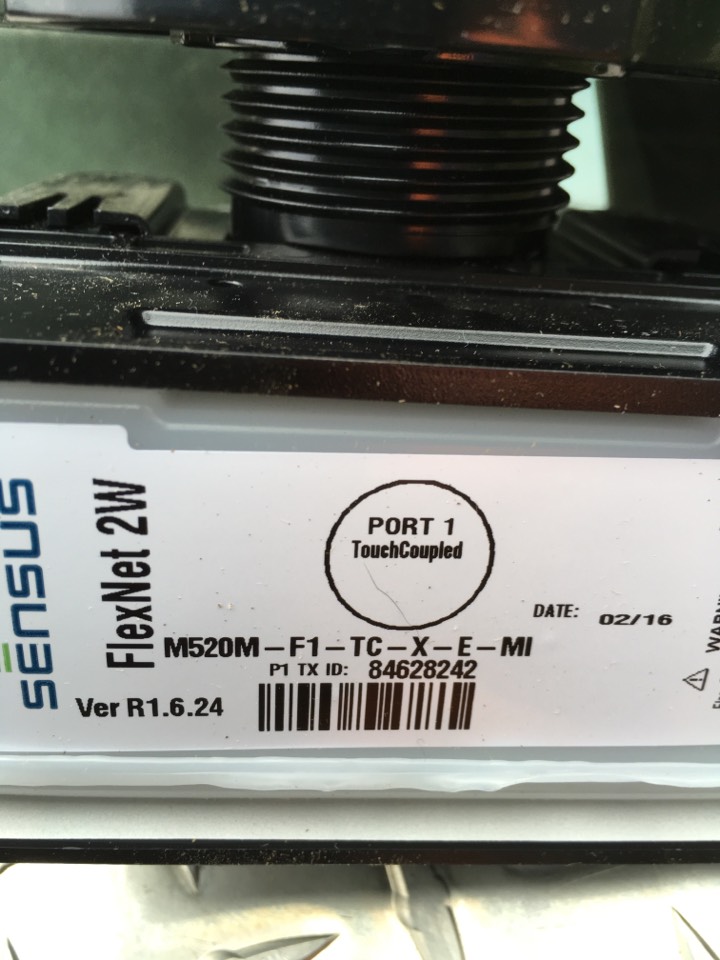 SENSUS
FlexNet 2W
PORT 1
TouchCoupled
DATE: 02/16
M520M-F1-TC-X-E-MI
P1 TX ID: 84628242
Ver R1.6.24